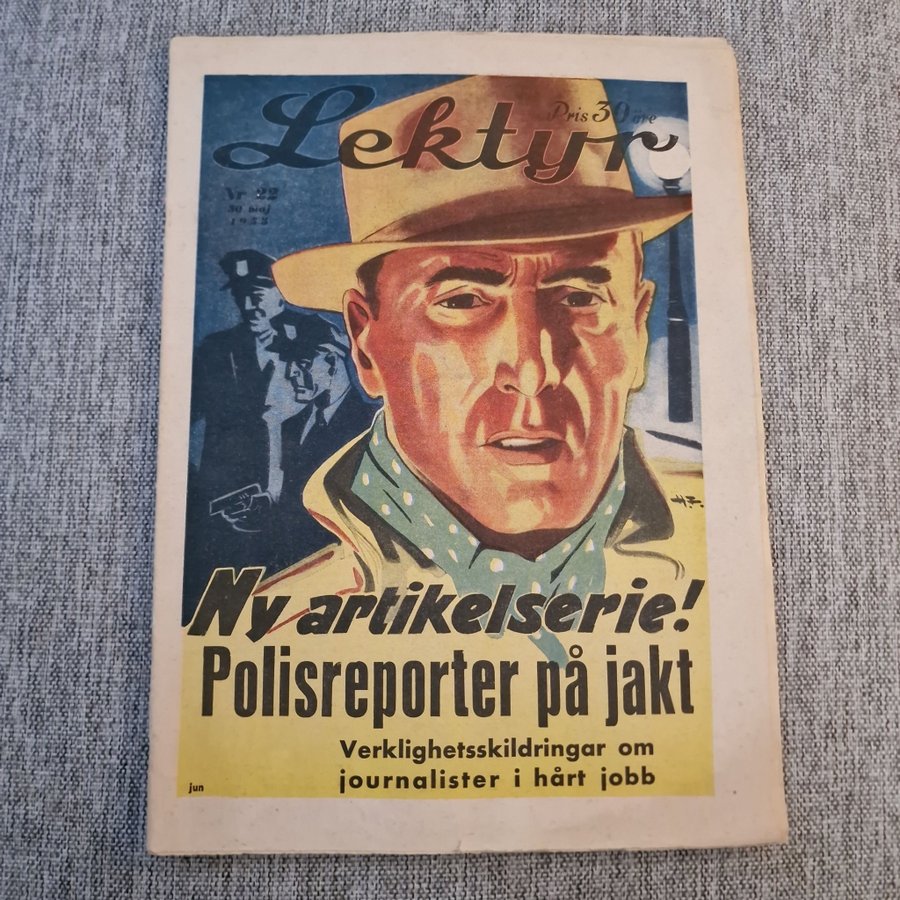 Lektyr
Pris 30 öre
Nr 22
30 maj
1953
Ny artikelserie!
Polisreporter på jakt
Verklighetsskildringar om
journalister i hårt jobb
jun